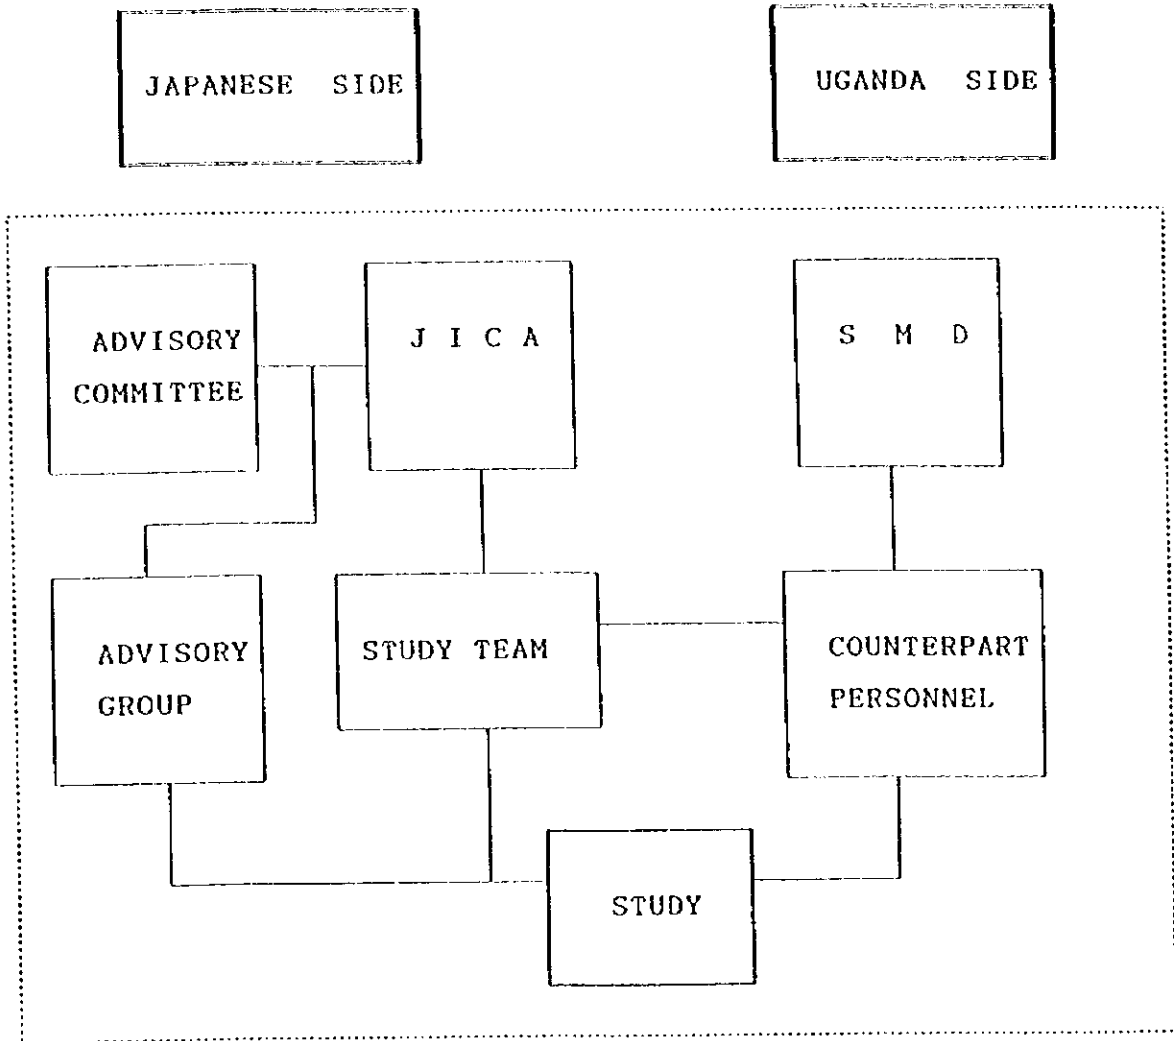 JAPANESE SIDE
UGANDA SIDE
ADVISORY
COMMITTEE
J I C A
S M D
ADVISORY
GROUP
STUDY TEAM
COUNTERPART
PERSONNEL
STUDY